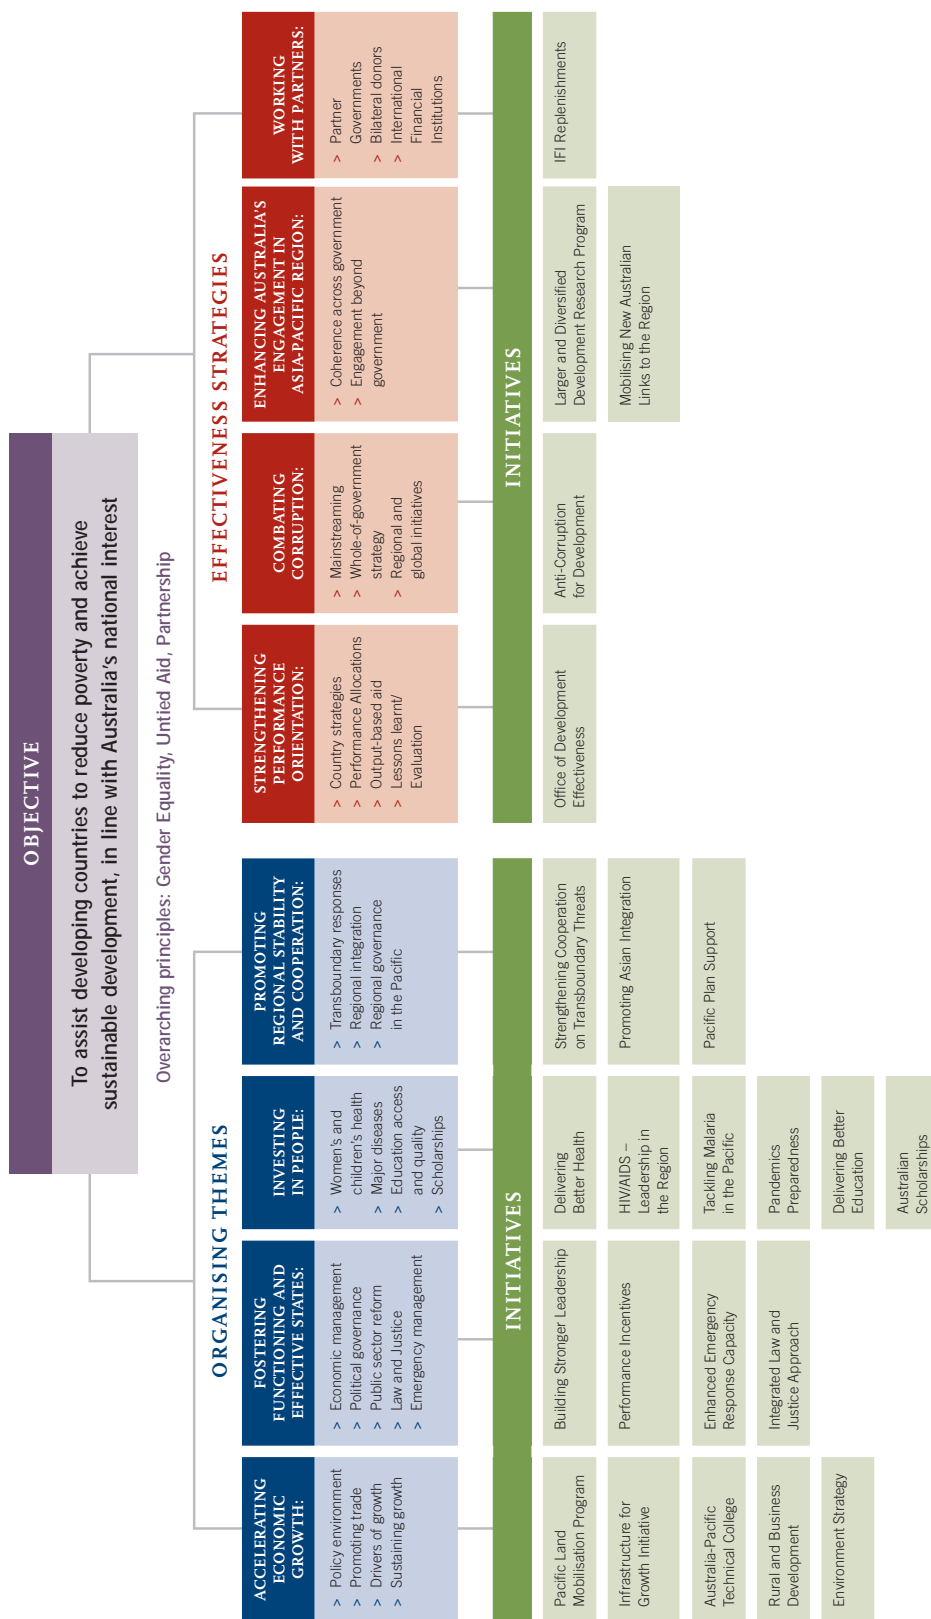 OBJECTIVE
To assist developing countries to reduce poverty and achieve
sustainable development, in line with Australia's national interest
Overarching principles: Gender Equality, Untied Aid, Partnership
ORGANISING THEMES
ACCELERATING
ECONOMIC
GROWTH:
> Policy environment
> Promoting trade
> Drivers of growth
> Sustaining growth
FOSTERING
FUNCTIONING AND
EFFECTIVE STATES:
> Economic management
> Political governance
> Public sector reform
> Law and Justice
> Emergency management
INVESTING
IN PEOPLE:
> Women's and
children's health
> Major diseases
> Education access
and quality
> Scholarships
PROMOTING
REGIONAL STABILITY
AND COOPERATION:
> Transboundary responses
> Regional integration
> Regional governance
in the Pacific
INITIATIVES
Pacific Land
Mobilisation Program
Infrastructure for
Growth Initiative
Australia-Pacific
Technical College
Rural and Business
Development
Environment Strategy
Building Stronger Leadership
Performance Incentives
Enhanced Emergency
Response Capacity
Integrated Law and
Justice Approach
Delivering
Better Health
HIV/AIDS –
Leadership in
the Region
Tackling Malaria
in the Pacific
Pandemics
Preparedness
Delivering Better
Education
Australian
Scholarships
Strengthening Cooperation
on Transboundary Threats
Promoting Asian Integration
Pacific Plan Support
EFFECTIVENESS STRATEGIES
STRENGTHENING
PERFORMANCE
ORIENTATION:
> Country strategies
> Performance Allocations
> Output-based aid
> Lessons learnt/
Evaluation
COMBATING
CORRUPTION:
> Mainstreaming
> Whole-of-government
strategy
> Regional and
global initiatives
ENHANCING AUSTRALIA'S
ENGAGEMENT IN
ASIA-PACIFIC REGION:
> Coherence across government
> Engagement beyond
government
WORKING
WITH PARTNERS:
> Partner
Governments
> Bilateral donors
> International
Financial
Institutions
INITIATIVES
Office of Development
Effectiveness
Anti-Corruption
for Development
Larger and Diversified
Development Research Program
Mobilising New Australian
Links to the Region
IFI Replenishments